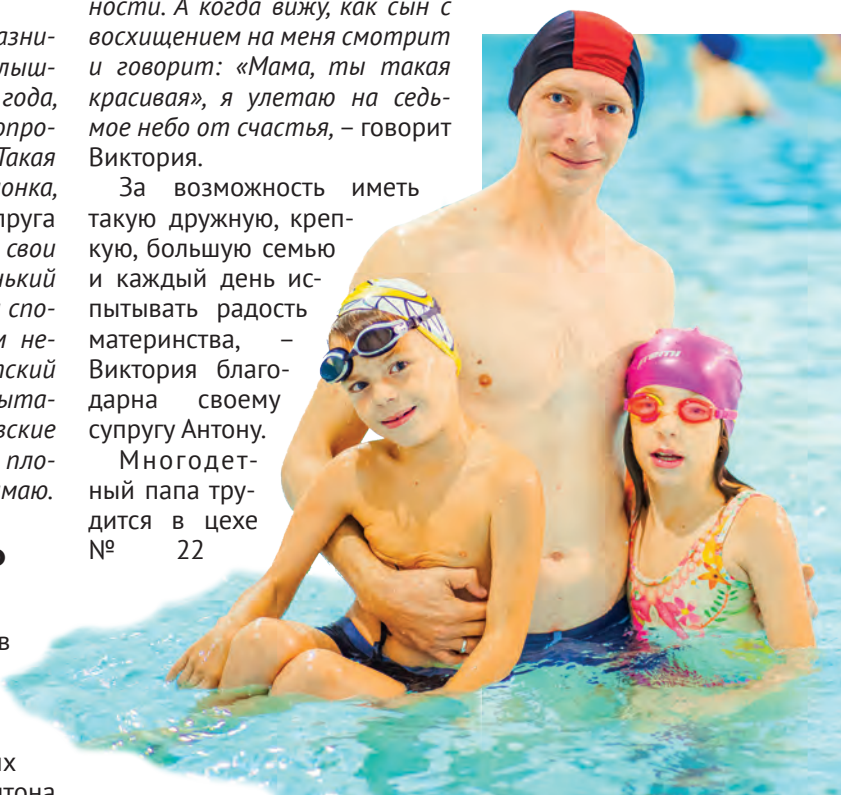 азни-
лыш-
года,
опро-
Такая
онка,
пруга
свои
нький
спо-
м не-
тский
ыта-
вские
пло-
маю.
в
их
нтона
ности. А когда вижу, как сын с
восхищением на меня смотрит
и говорит: «Мама, ты такая
красивая», я улетаю на седь-
мое небо от счастья, – говорит
Виктория.
За возможность иметь
такую дружную, креп-
кую, большую семью
и каждый день ис-
пытывать радость
материнства, –
Виктория благо-
дарна своему
супругу Антону.
Многодет-
ный папа тру-
дится в цехе
№ 22